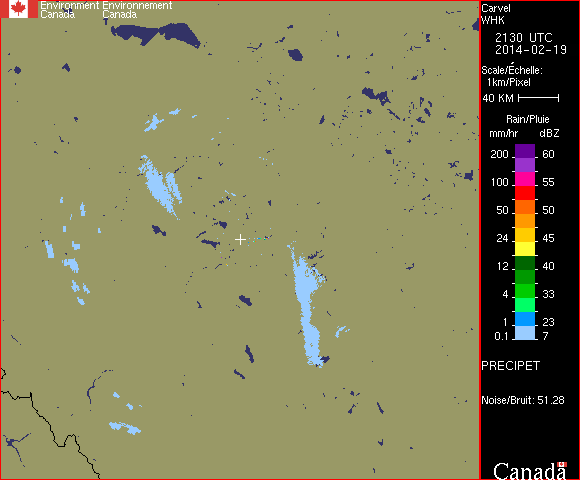 Environment Environnement
Canada Canada
Carvel
WHK
2130 UTC
2014-02-19
Scale/Échelle:
1km/Pixel
40 KM
Rain/Pluie
mm/hr dBZ
200 60
100 55
50 50
24 45
12 40
4 33
1 23
0.1 7
PRECIPET
Noise/Bruit: 51.28
Canada